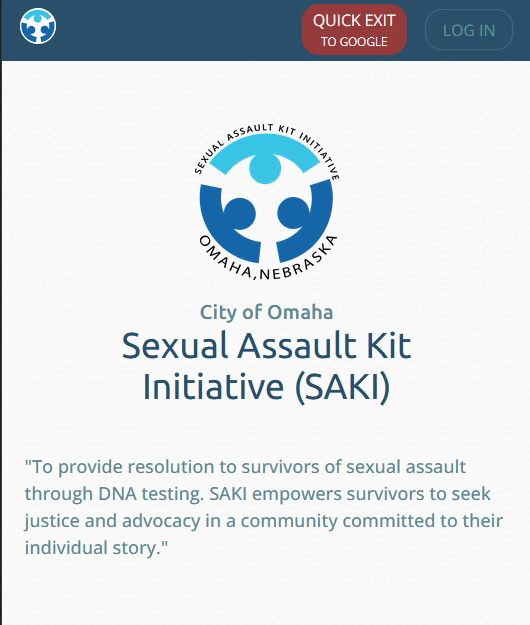 QUICK EXIT
TO GOOGLE
LOG IN
SEXUAL ASSAULT KIT INITIATIVE
OMAHA, NEBRASKA
City of Omaha
Sexual Assault Kit
Initiative (SAKI)
"To provide resolution to survivors of sexual assault
through DNA testing. SAKI empowers survivors to seek
justice and advocacy in a community committed to their
individual story."